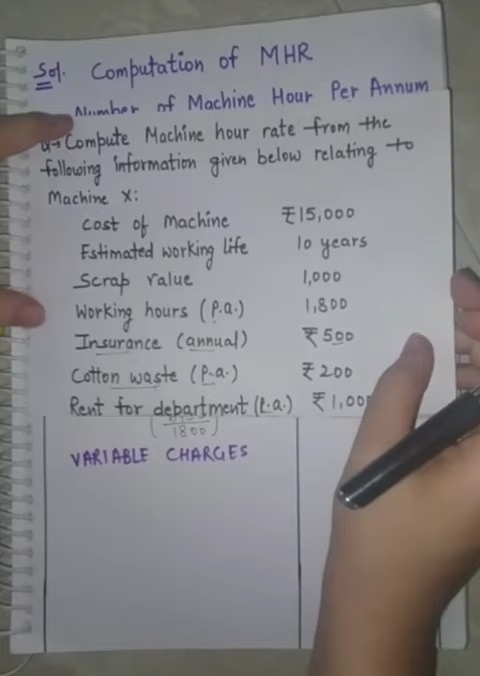 Sol. Computation of MHR
Number of Machine Hour Per Annum
Q→ Compute Machine hour rate from the
following information given below relating to
Machine X:
Cost of Machine ₹15,000
Estimated working life 10 years
Scrap value 1,000
Working hours (p.a.) 1,800
Insurance (annual) ₹500
Cotton waste (p.a.) ₹200
Rent for department (p.a.) ₹1,000
1800
VARIABLE CHARGES